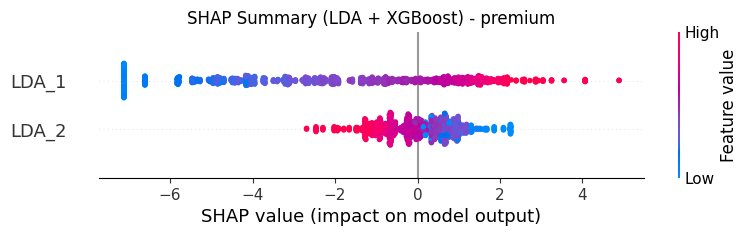 SHAP Summary (LDA + XGBoost) - premium
High
LDA_1
LDA_2
Feature value
Low
−6 −4 −2 0 2 4
SHAP value (impact on model output)